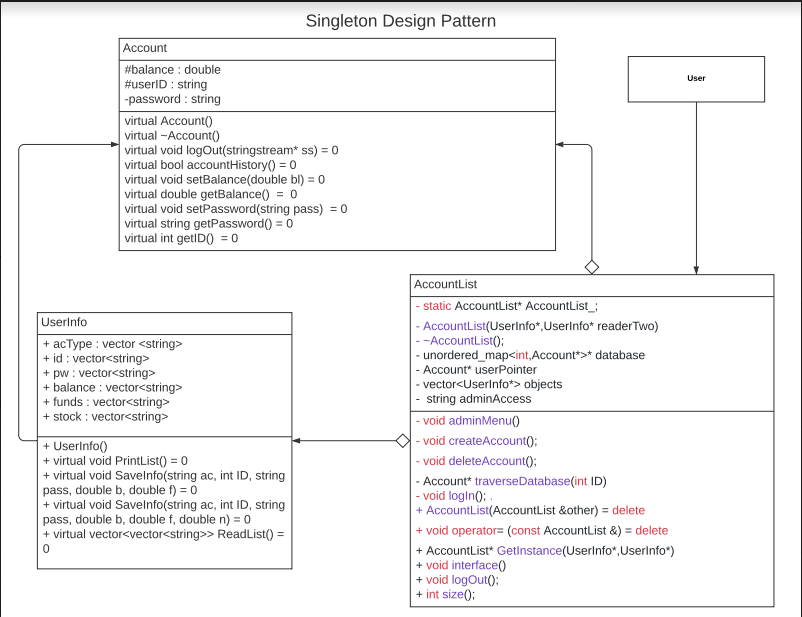 Singleton Design Pattern
Account
#balance : double
#userID : string
-password : string
virtual Account()
virtual ~Account()
virtual void logOut(stringstream* ss) = 0
virtual bool accountHistory() = 0
virtual void setBalance(double bl) = 0
virtual double getBalance()  =  0
virtual void setPassword(string pass)  = 0
virtual string getPassword() = 0
virtual int getID()  = 0
User
UserInfo
+ acType : vector <string>
+ id : vector<string>
+ pw : vector<string>
+ balance : vector<string>
+ funds : vector<string>
+ stock : vector<string>
+ UserInfo()
+ virtual void PrintList() = 0
+ virtual void SaveInfo(string ac, int ID, string
pass, double b, double f) = 0
+ virtual void SaveInfo(string ac, int ID, string
pass, double b, double f, double n) = 0
+ virtual vector<vector<string>> ReadList() =
0
AccountList
- static AccountList* AccountList_;
- AccountList(UserInfo*,UserInfo* readerTwo)
- ~AccountList();
- unordered_map<int,Account*>* database
- Account* userPointer
- vector<UserInfo*> objects
-  string adminAccess
- void adminMenu()
- void createAccount();
- void deleteAccount();
- Account* traverseDatabase(int ID)
- void logIn(); .
+ AccountList(AccountList &other) = delete
+ void operator= (const AccountList &) = delete
+ AccountList* GetInstance(UserInfo*,UserInfo*)
+ void interface()
+ void logOut();
+ int size();